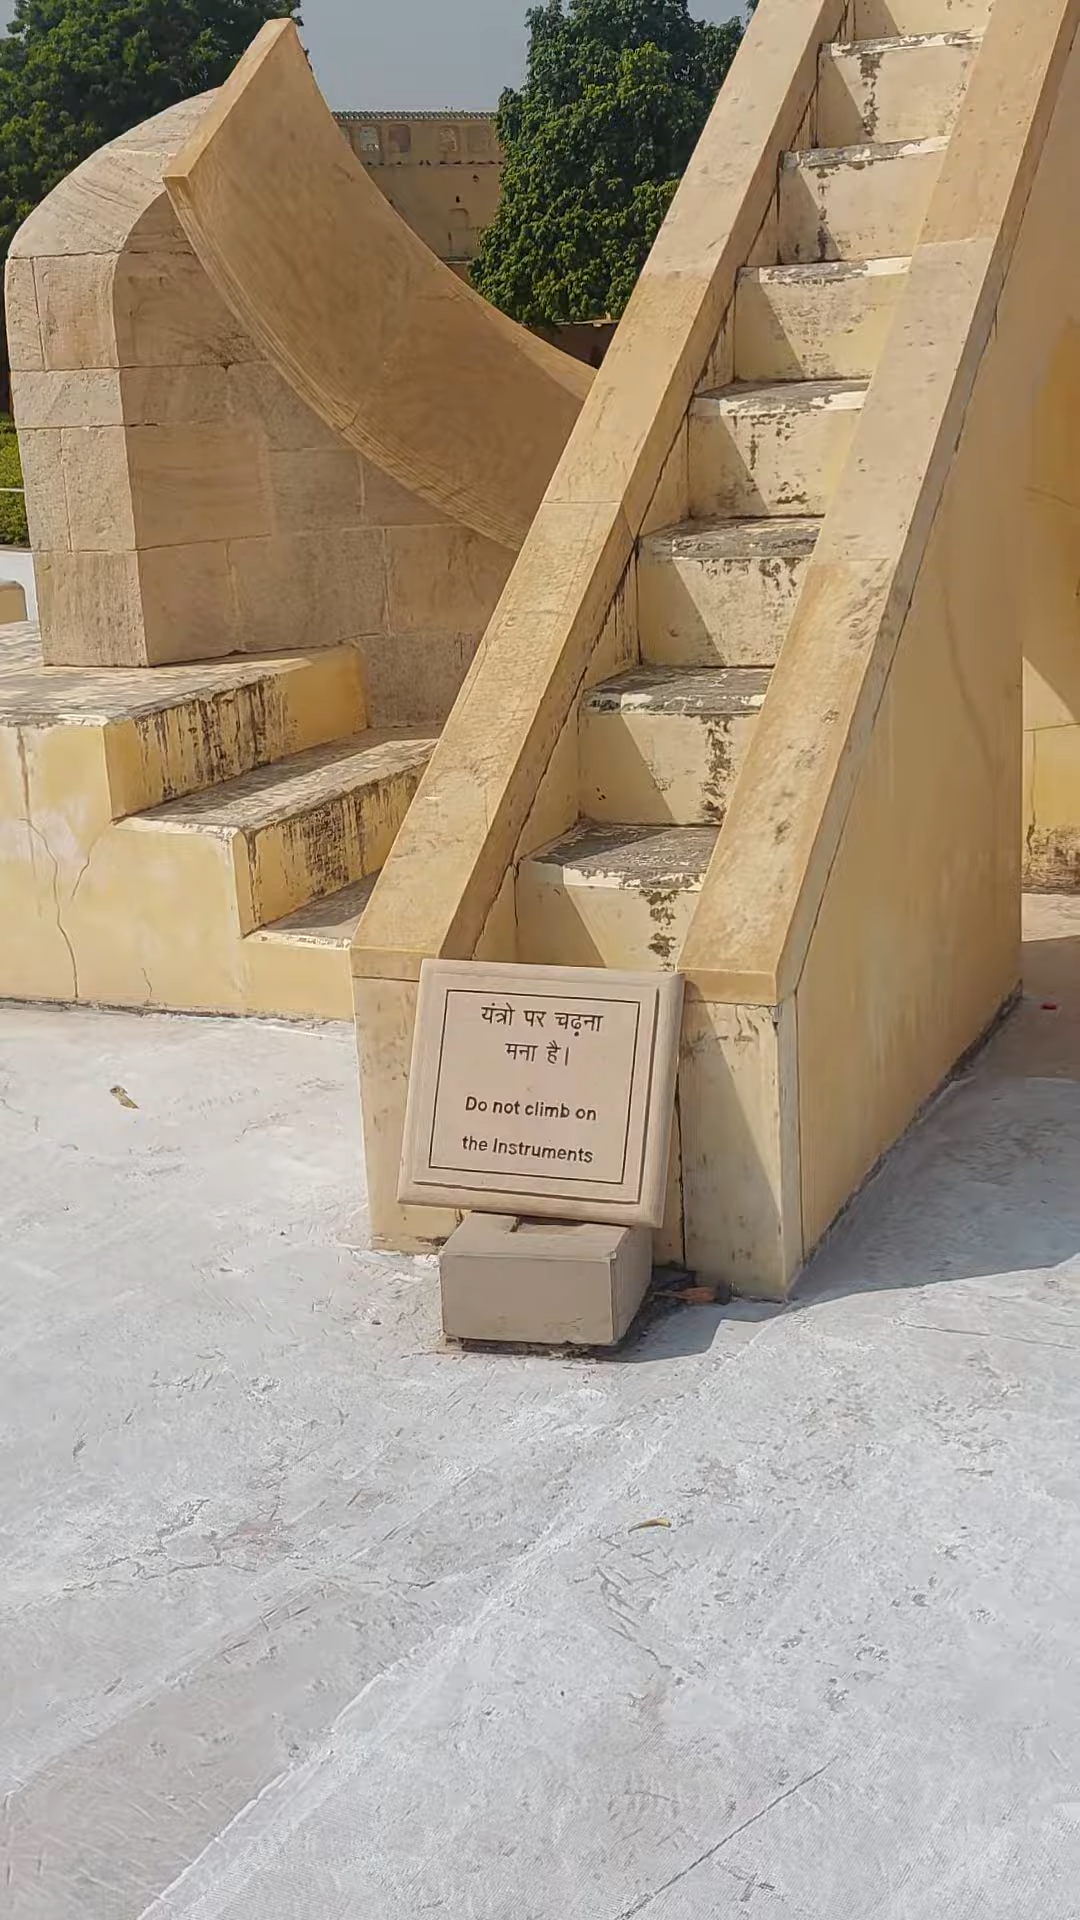 यंत्रो पर चढ़ना
मना है।
Do not climb on
the Instruments